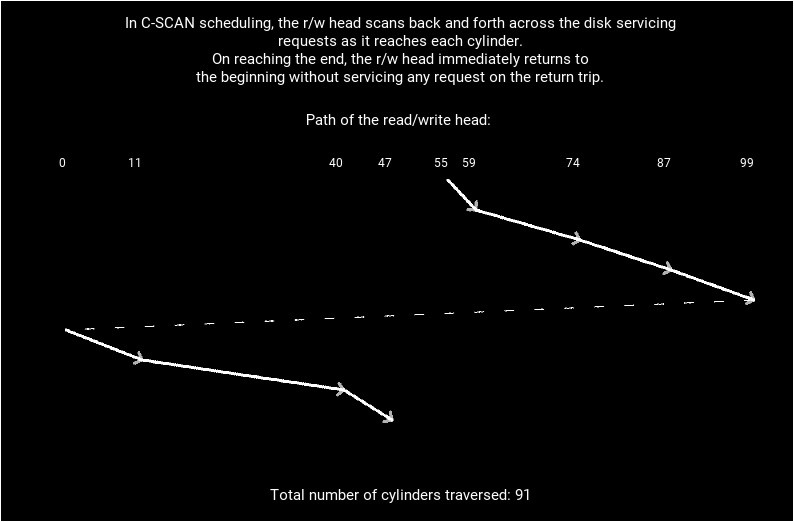 In C-SCAN scheduling, the r/w head scans back and forth across the disk servicing
requests as it reaches each cylinder.
On reaching the end, the r/w head immediately returns to
the beginning without servicing any request on the return trip.
Path of the read/write head:
0 11 40 47 55 59 74 87 99
Total number of cylinders traversed: 91